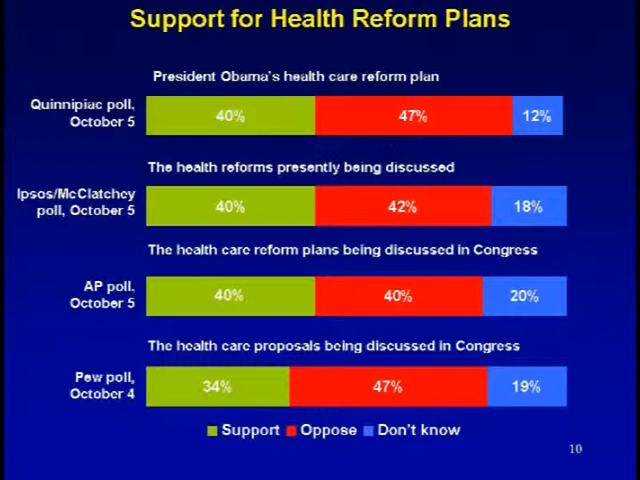 Support for Health Reform Plans
President Obama's health care reform plan
Quinnipiac poll,
October 5
40% 47% 12%
The health reforms presently being discussed
Ipsos/McClatchey
poll, October 5
40% 42% 18%
The health care reform plans being discussed in Congress
AP poll,
October 5
40% 40% 20%
The health care proposals being discussed in Congress
Pew poll,
October 4
34% 47% 19%
Support Oppose Don't know
10